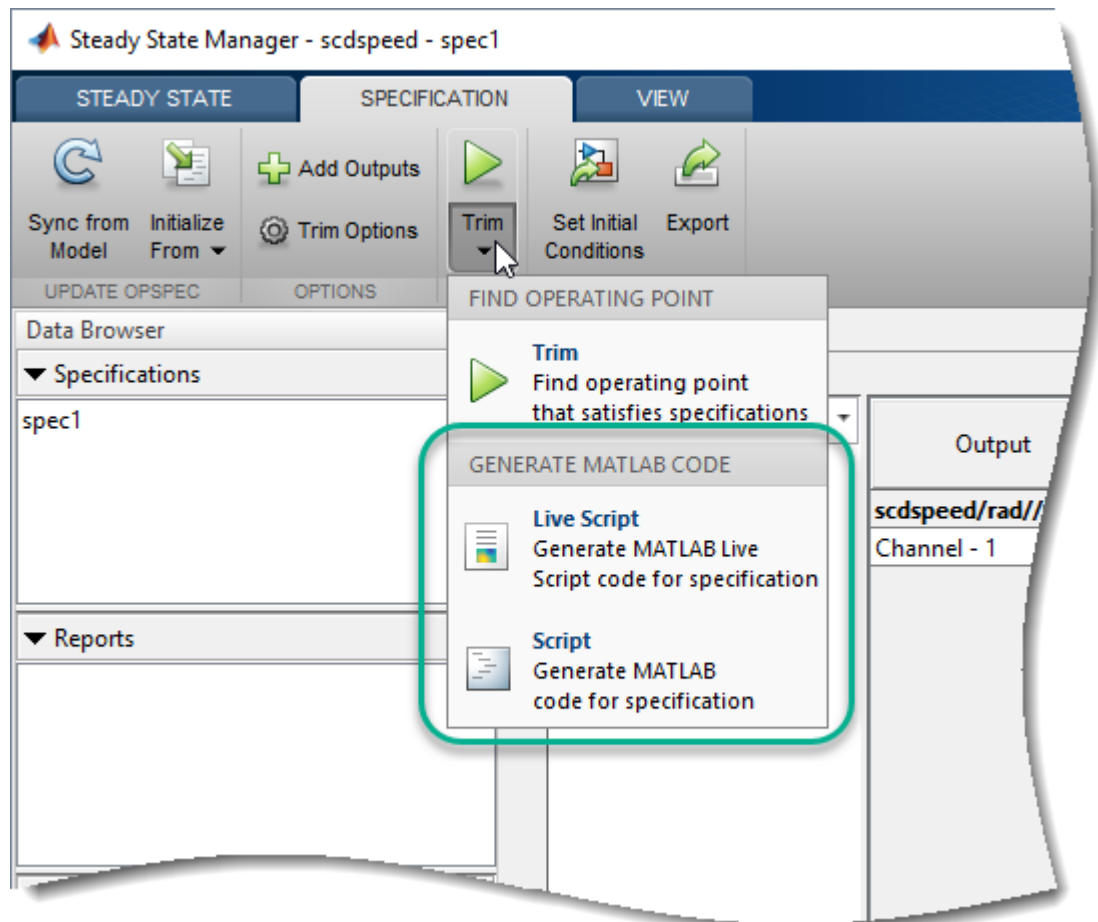 Steady State Manager - scdspeed - spec1
STEADY STATE
SPECIFICATION
VIEW
Sync from
Model
Initialize
From
Add Outputs
Trim Options
Trim
Set Initial
Conditions
Export
UPDATE OPSPEC
OPTIONS
FIND OPERATING POINT
Trim
Find operating point
that satisfies specifications
GENERATE MATLAB CODE
Live Script
Generate MATLAB Live
Script code for specification
Script
Generate MATLAB
code for specification
Data Browser
Specifications
spec1
Reports
Output
scdspeed/rad//
Channel - 1